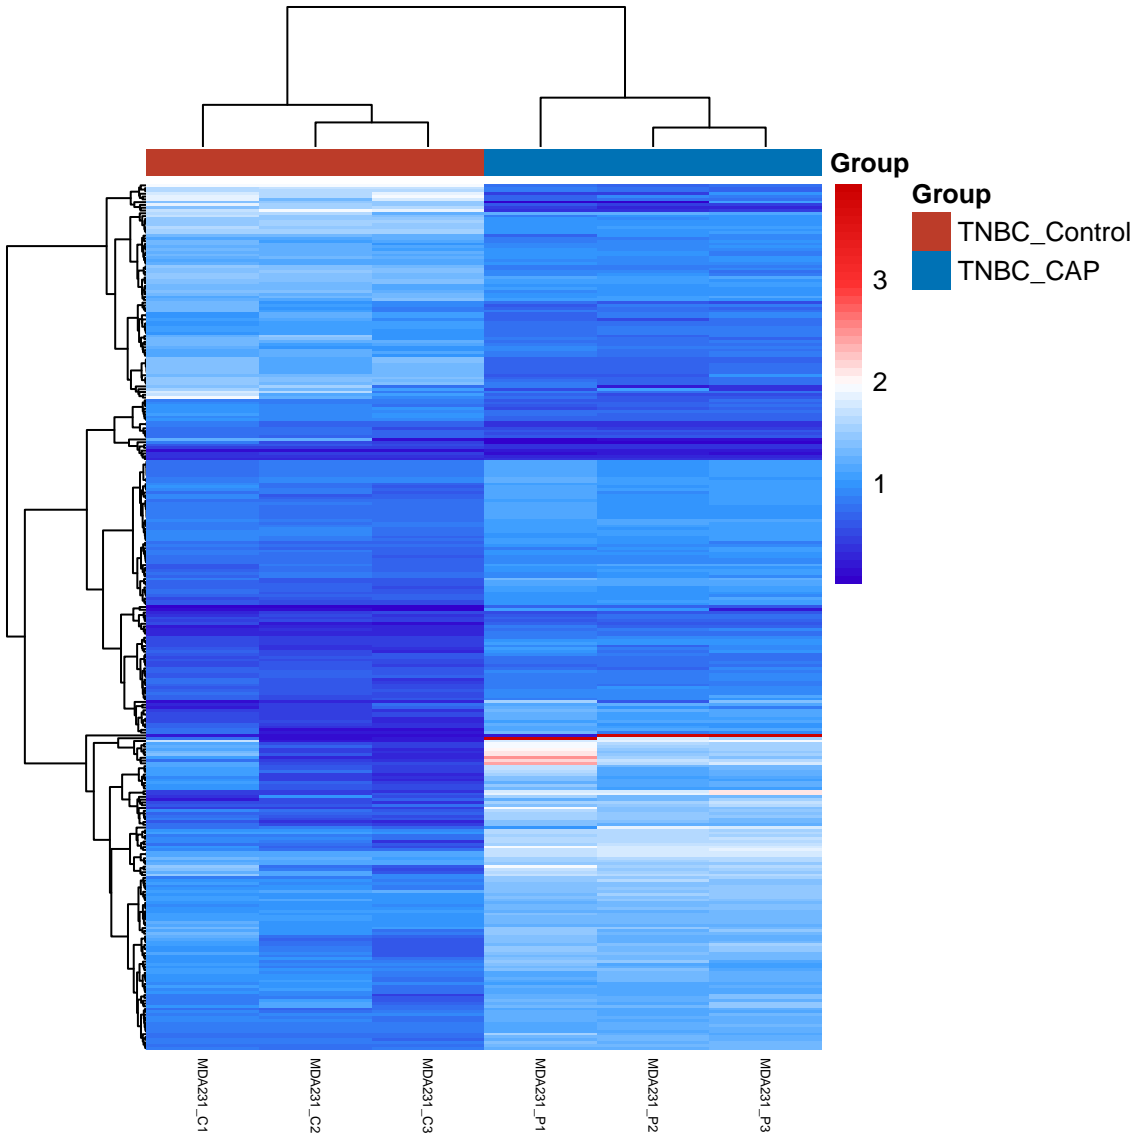 Group
Group
TNBC_Control
TNBC_CAP
3
2
1
MDA231_C1
MDA231_C2
MDA231_C3
MDA231_P1
MDA231_P2
MDA231_P3